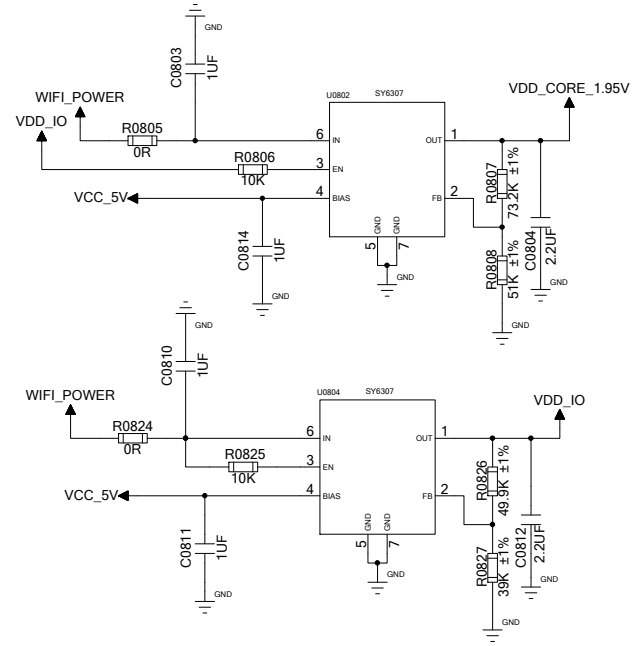 GND
C0803
1UF
WIFI_POWER
VDD_IO
R0805
0R
R0806
10K
VCC_5V
C0814
1UF
GND
U0802
SY6307
6
IN
3
EN
4
BIAS
OUT
1
FB
2
GND
GND
5
7
GND
VDD_CORE_1.95V
R0807
73.2K ±1%
R0808
51K ±1%
C0804
2.2UF
GND
GND
GND
C0810
1UF
WIFI_POWER
R0824
0R
R0825
10K
VCC_5V
C0811
1UF
GND
U0804
SY6307
6
IN
3
EN
4
BIAS
OUT
1
FB
2
GND
GND
5
7
GND
VDD_IO
R0826
49.9K ±1%
R0827
39K ±1%
C0812
2.2UF
GND
GND